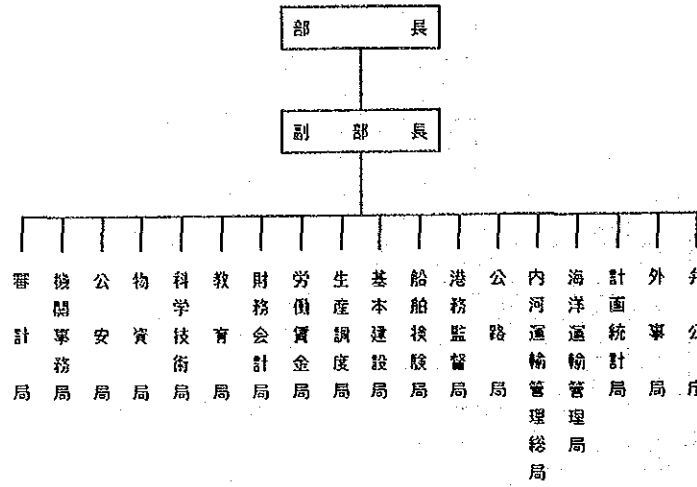 部長
副部長
審計局
機関事務局
公安局
物資局
科学技術局
教育局
財務会計局
労働賃金局
生産調度局
基本建設局
船舶検験局
港務監督局
公路局
内河運輸管理総局
海洋運輸管理局
計画統計局
外事局
弁公庁